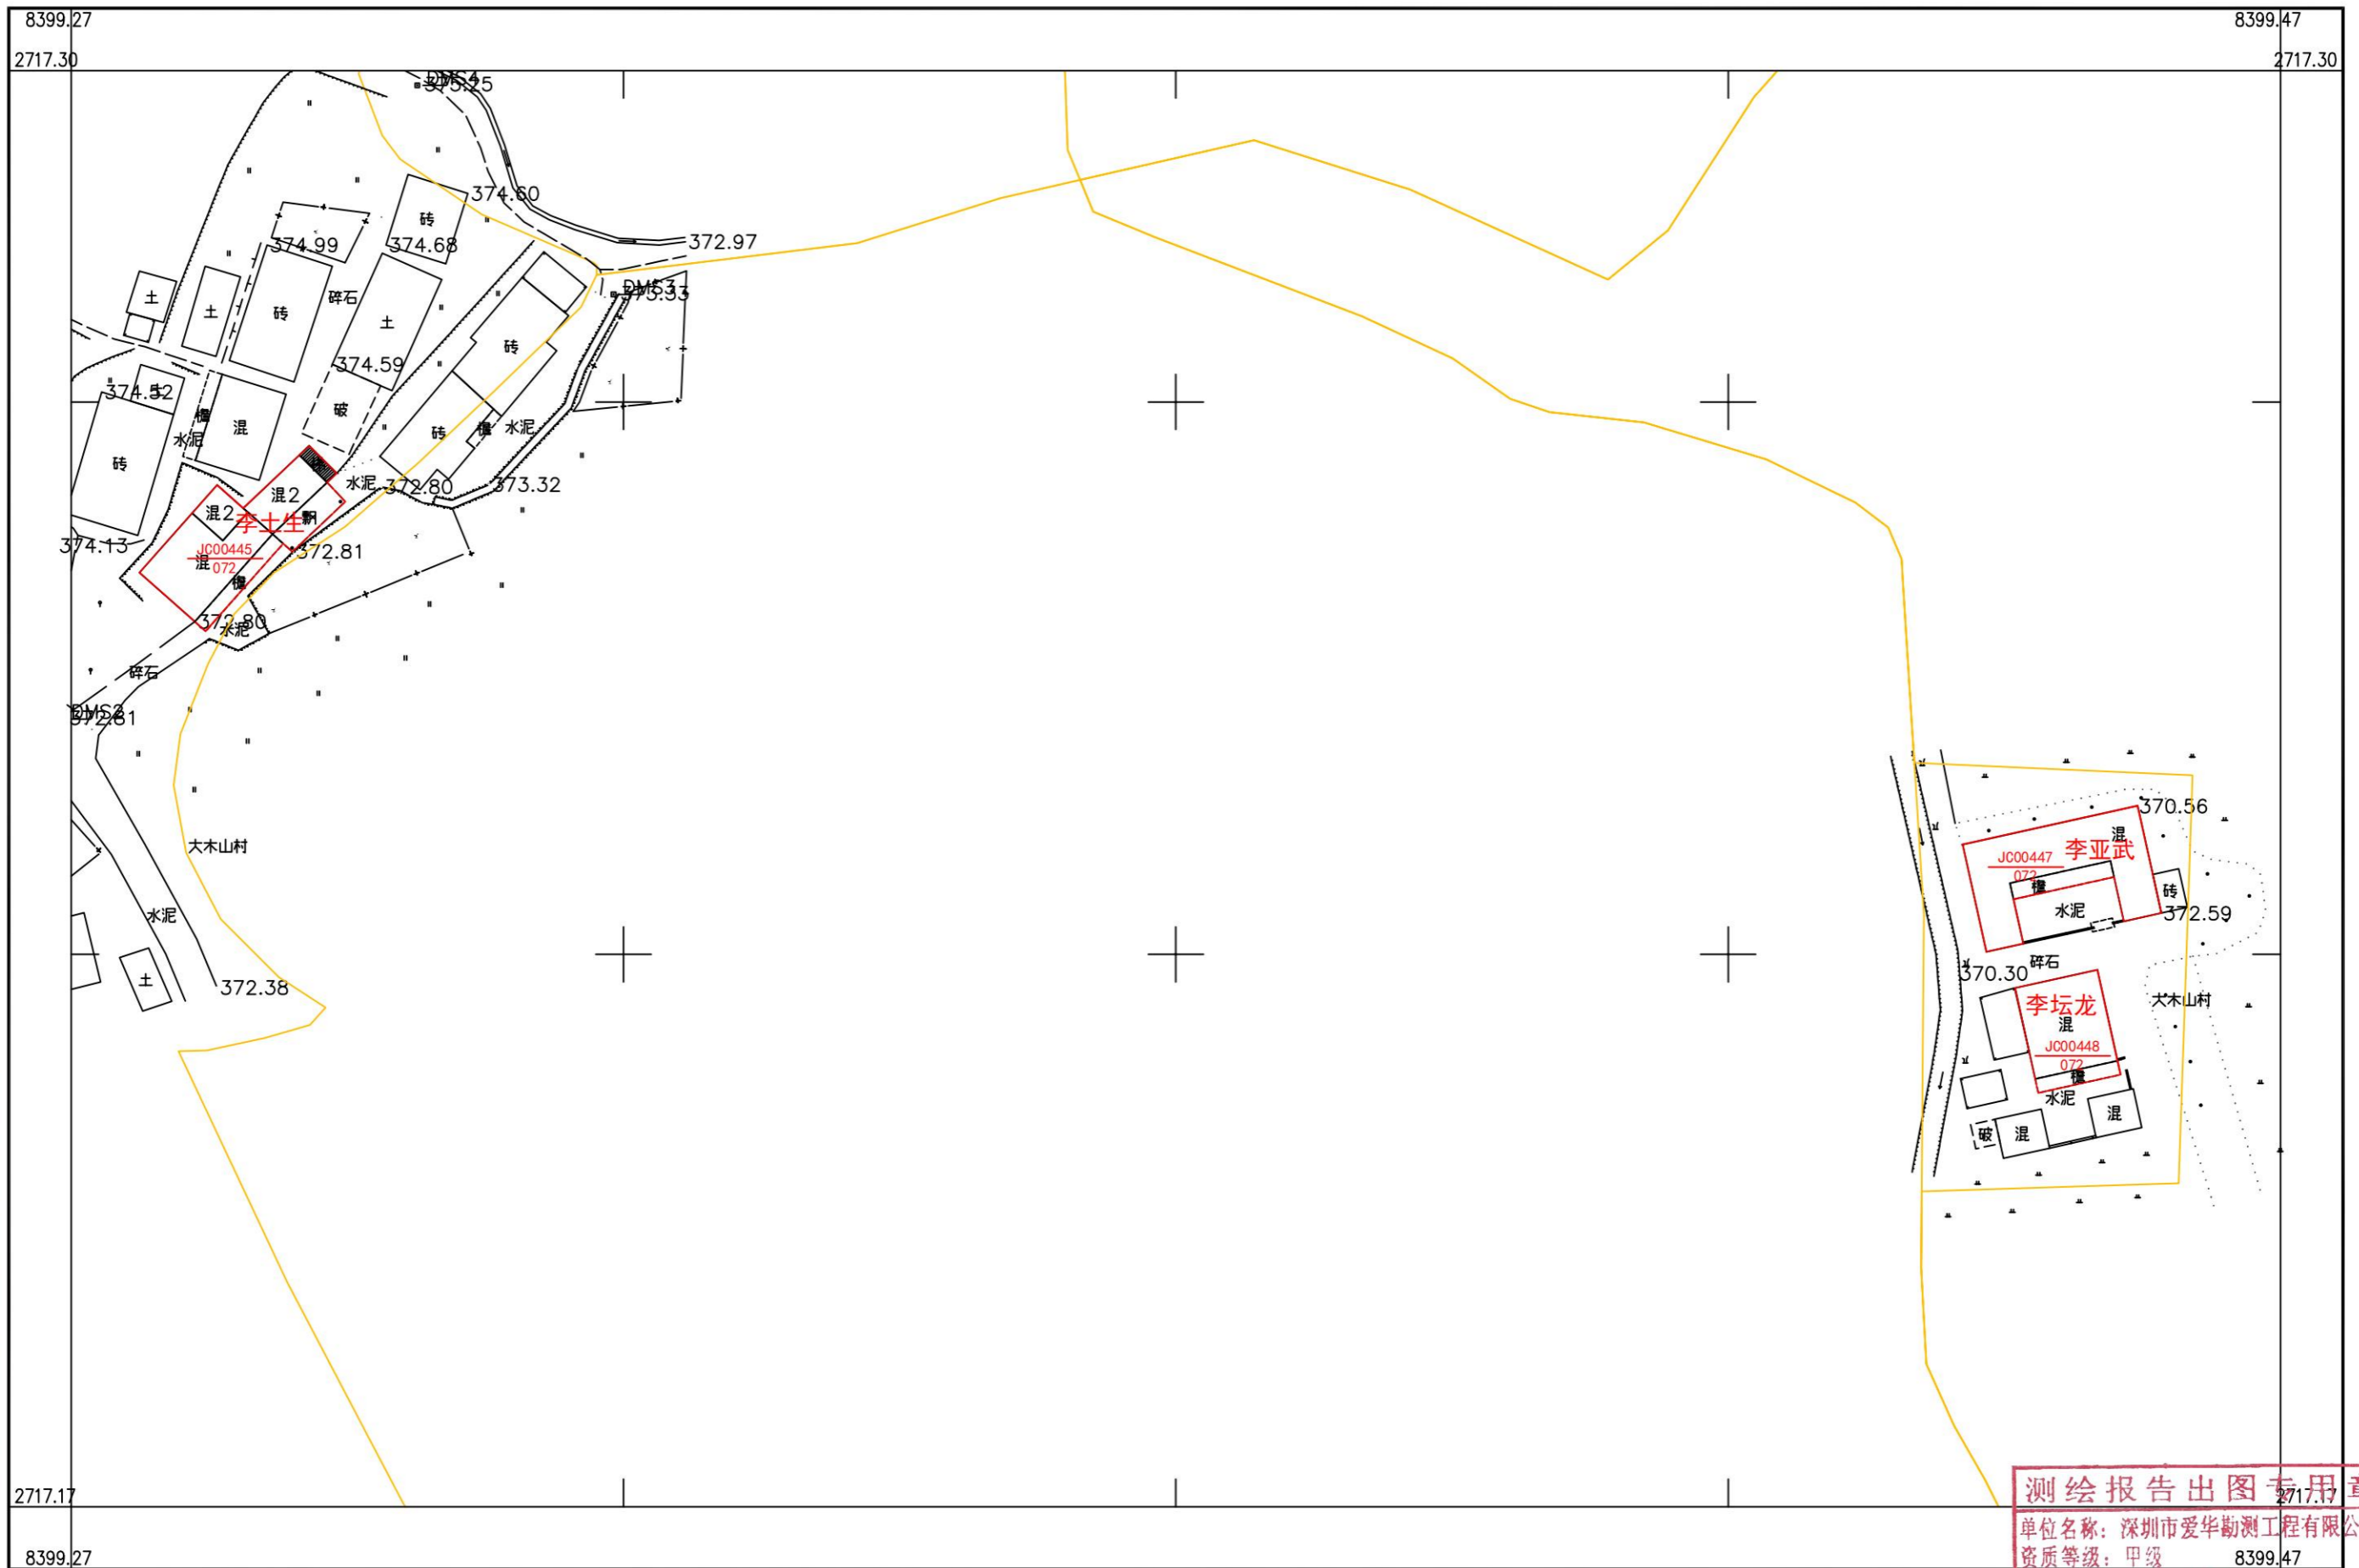 8399.27
8399.47
2717.30
2717.30
375.25
374.60
砖
372.97
374.99
374.68
碎石
土
土
砖
土
373.33
砖
374.59
374.52
破
混
水泥
砖
水泥
砖
混2
水泥
372.80
373.32
混2
李土生
飘
374.13
JC00445
072
混
372.81
372.80
水泥
碎石
DMS2
372.81
大木山村
水泥
土
372.38
370.56
混
李亚武
JC00447
072
砖
水泥
372.59
碎石
370.30
大木山村
李坛龙
混
JC00448
072
水泥
混
破
混
测绘报告出图专用章
2717.17
2717.17
单位名称：深圳市爱华勘测工程有限公
资质等级：甲级
8399.27
8399.47